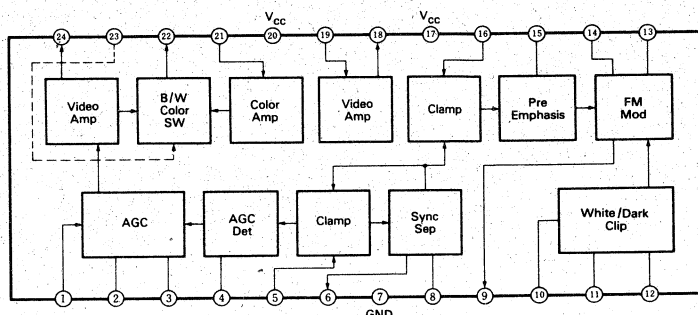 Vcc Vcc
24 23 22 21 20 19 18 17 16 15 14 13
Video
Amp
B/W
Color
SW
Color
Amp
Video
Amp
Clamp
Pre
Emphasis
FM
Mod
AGC
AGC
Det
Clamp
Sync
Sep
White/Dark
Clip
1 2 3 4 5 6 7 8 9 10 11 12
GND